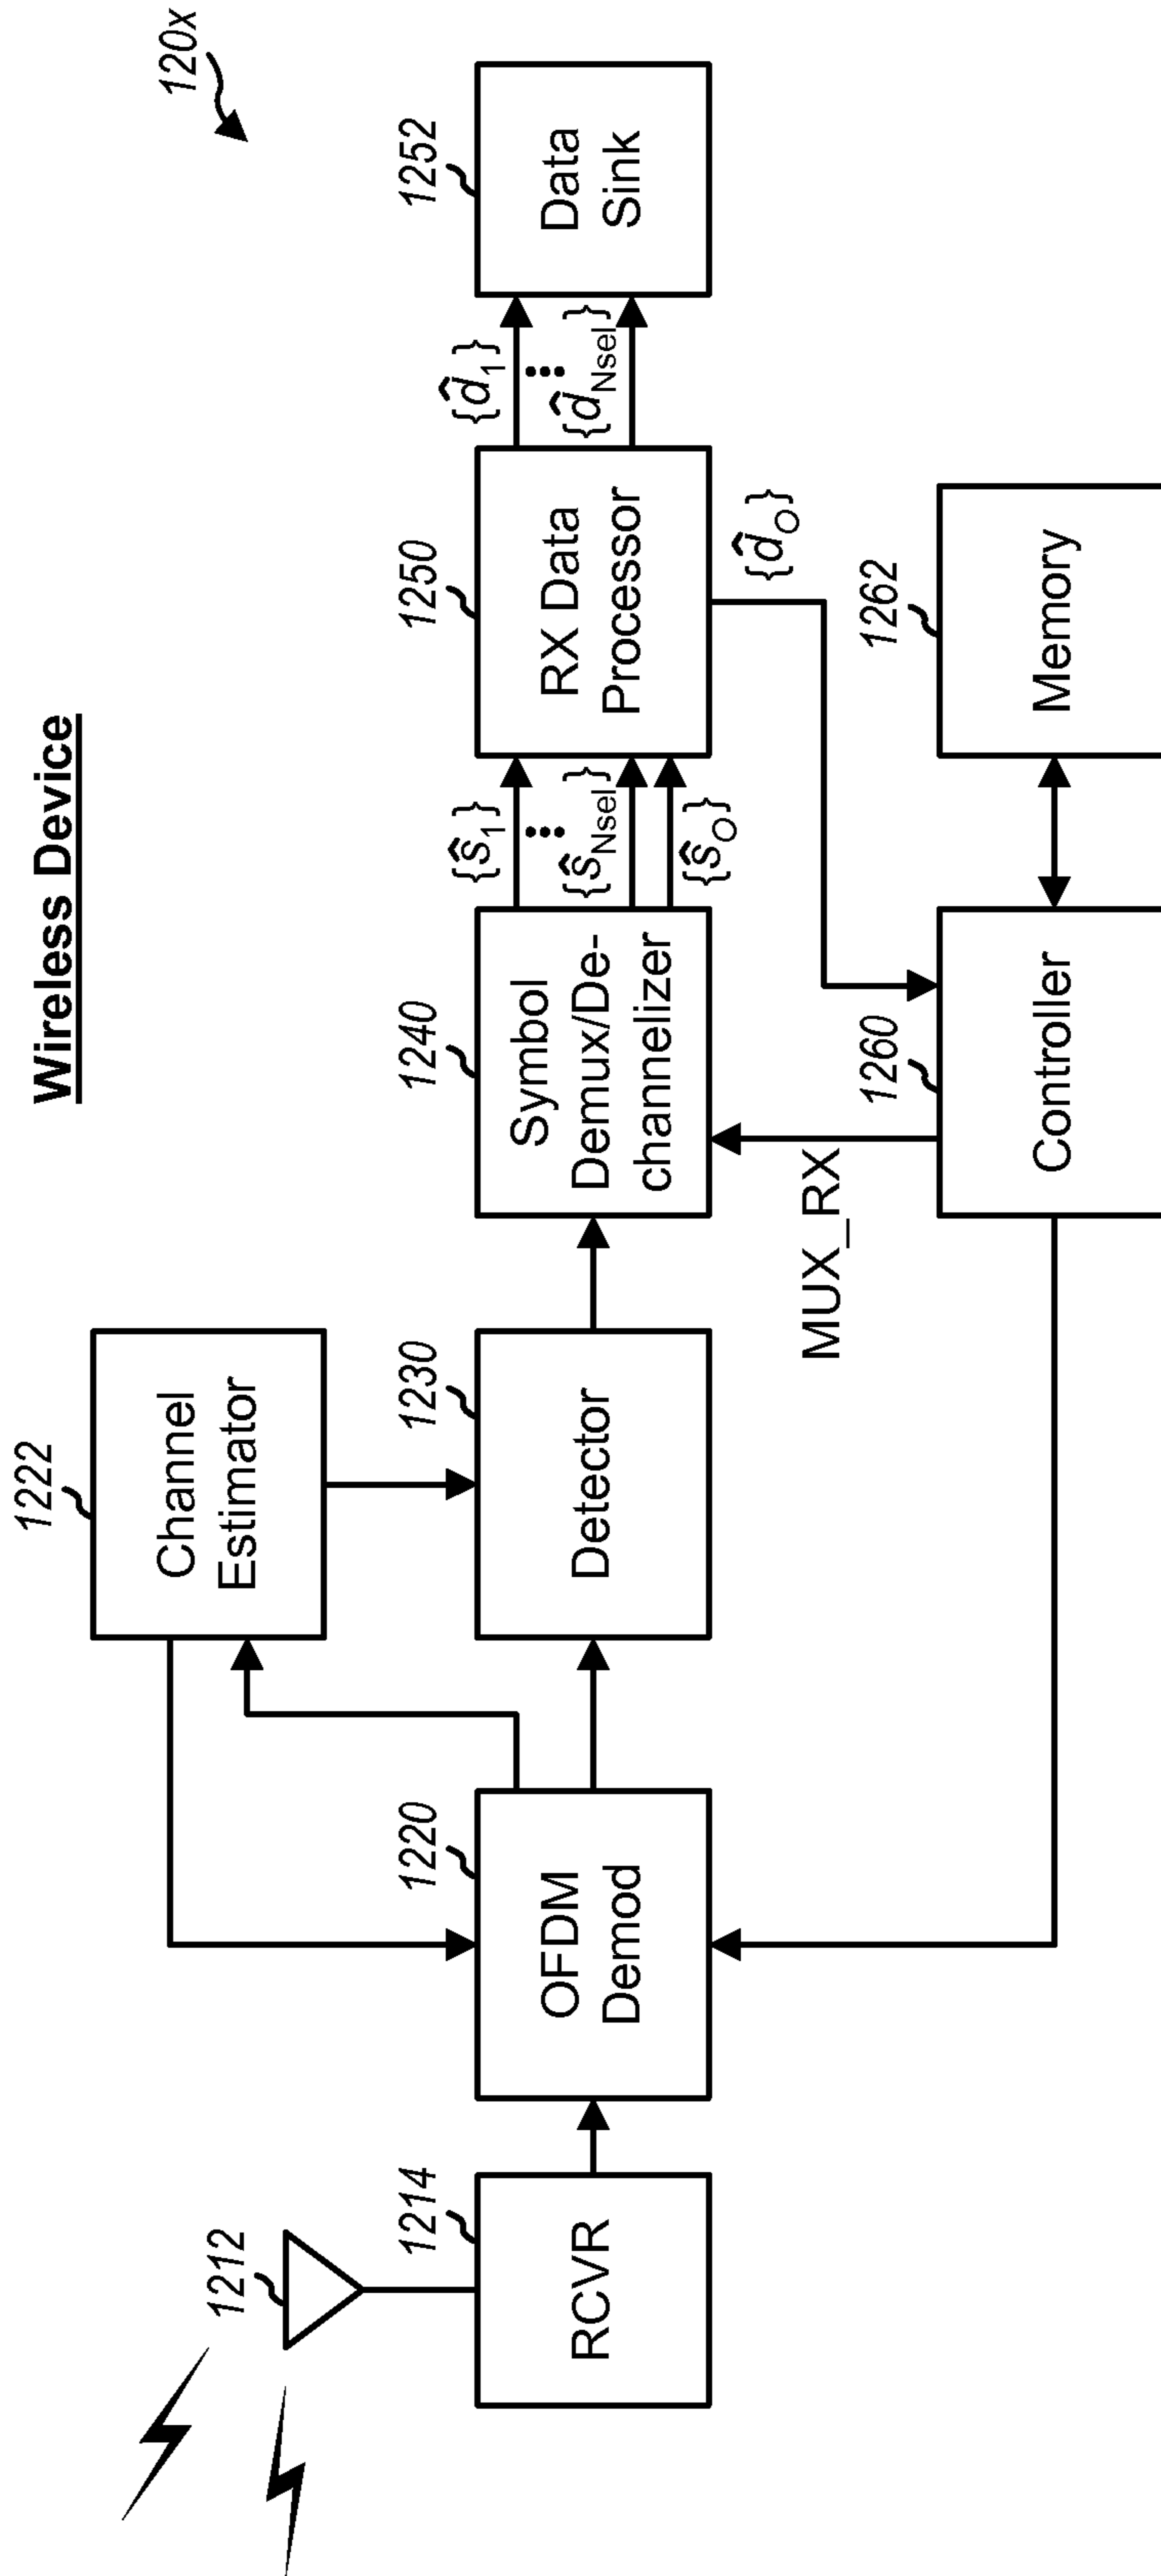 Wireless Device
120x
1222
Channel
Estimator
1212
1214
RCVR
1220
OFDM
Demod
1230
Detector
1240
Symbol
Demux/De-
channelizer
{ŝ1}
⋮
{ŝNsel}
{ŝO}
1250
RX Data
Processor
{d̂1}
⋮
{d̂Nsel}
1252
Data
Sink
{d̂O}
MUX_RX
1260
Controller
1262
Memory